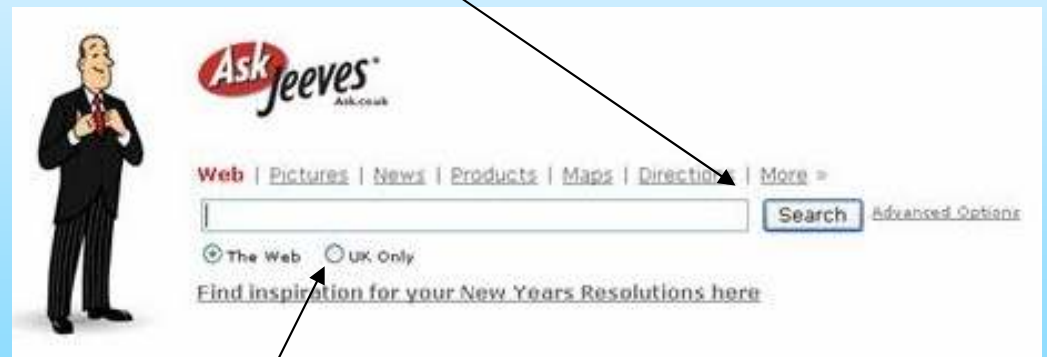 Ask Jeeves
Ask.co.uk
Web | Pictures | News | Products | Maps | Directions | More »
Search Advanced Options
The Web UK Only
Find inspiration for your New Years Resolutions here